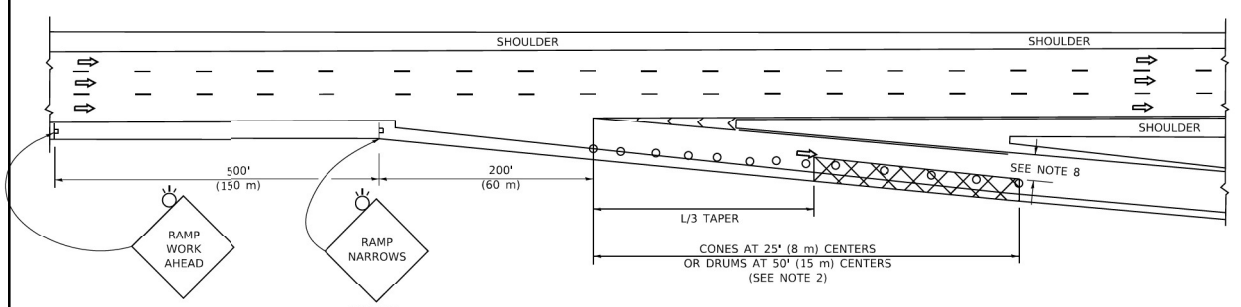 SHOULDER
SHOULDER
SHOULDER
500'
(150 m)
200'
(60 m)
SEE NOTE 8
L/3 TAPER
RAMP
WORK
AHEAD
RAMP
NARROWS
CONES AT 25' (8 m) CENTERS
OR DRUMS AT 50' (15 m) CENTERS
(SEE NOTE 2)